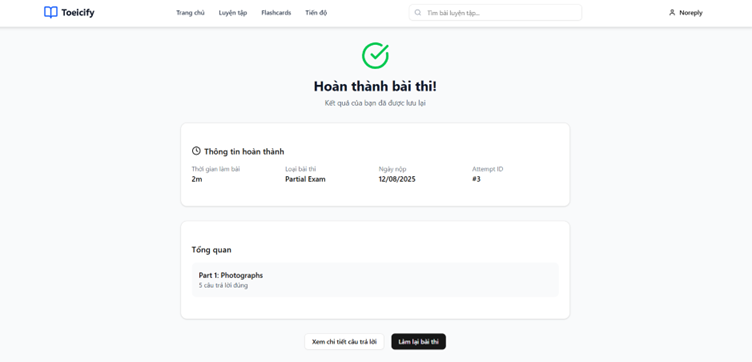 Toeicify Trang chủ Luyện tập Flashcards Tiến độ Tìm bài luyện tập... Noreply
Hoàn thành bài thi!
Kết quả của bạn đã được lưu lại
Thông tin hoàn thành
Thời gian làm bài Loại bài thi Ngày nộp Attempt ID
2m Partial Exam 12/08/2025 #3
Tổng quan
Part 1: Photographs
5 câu trả lời đúng
Xem chi tiết câu trả lời Làm lại bài thi